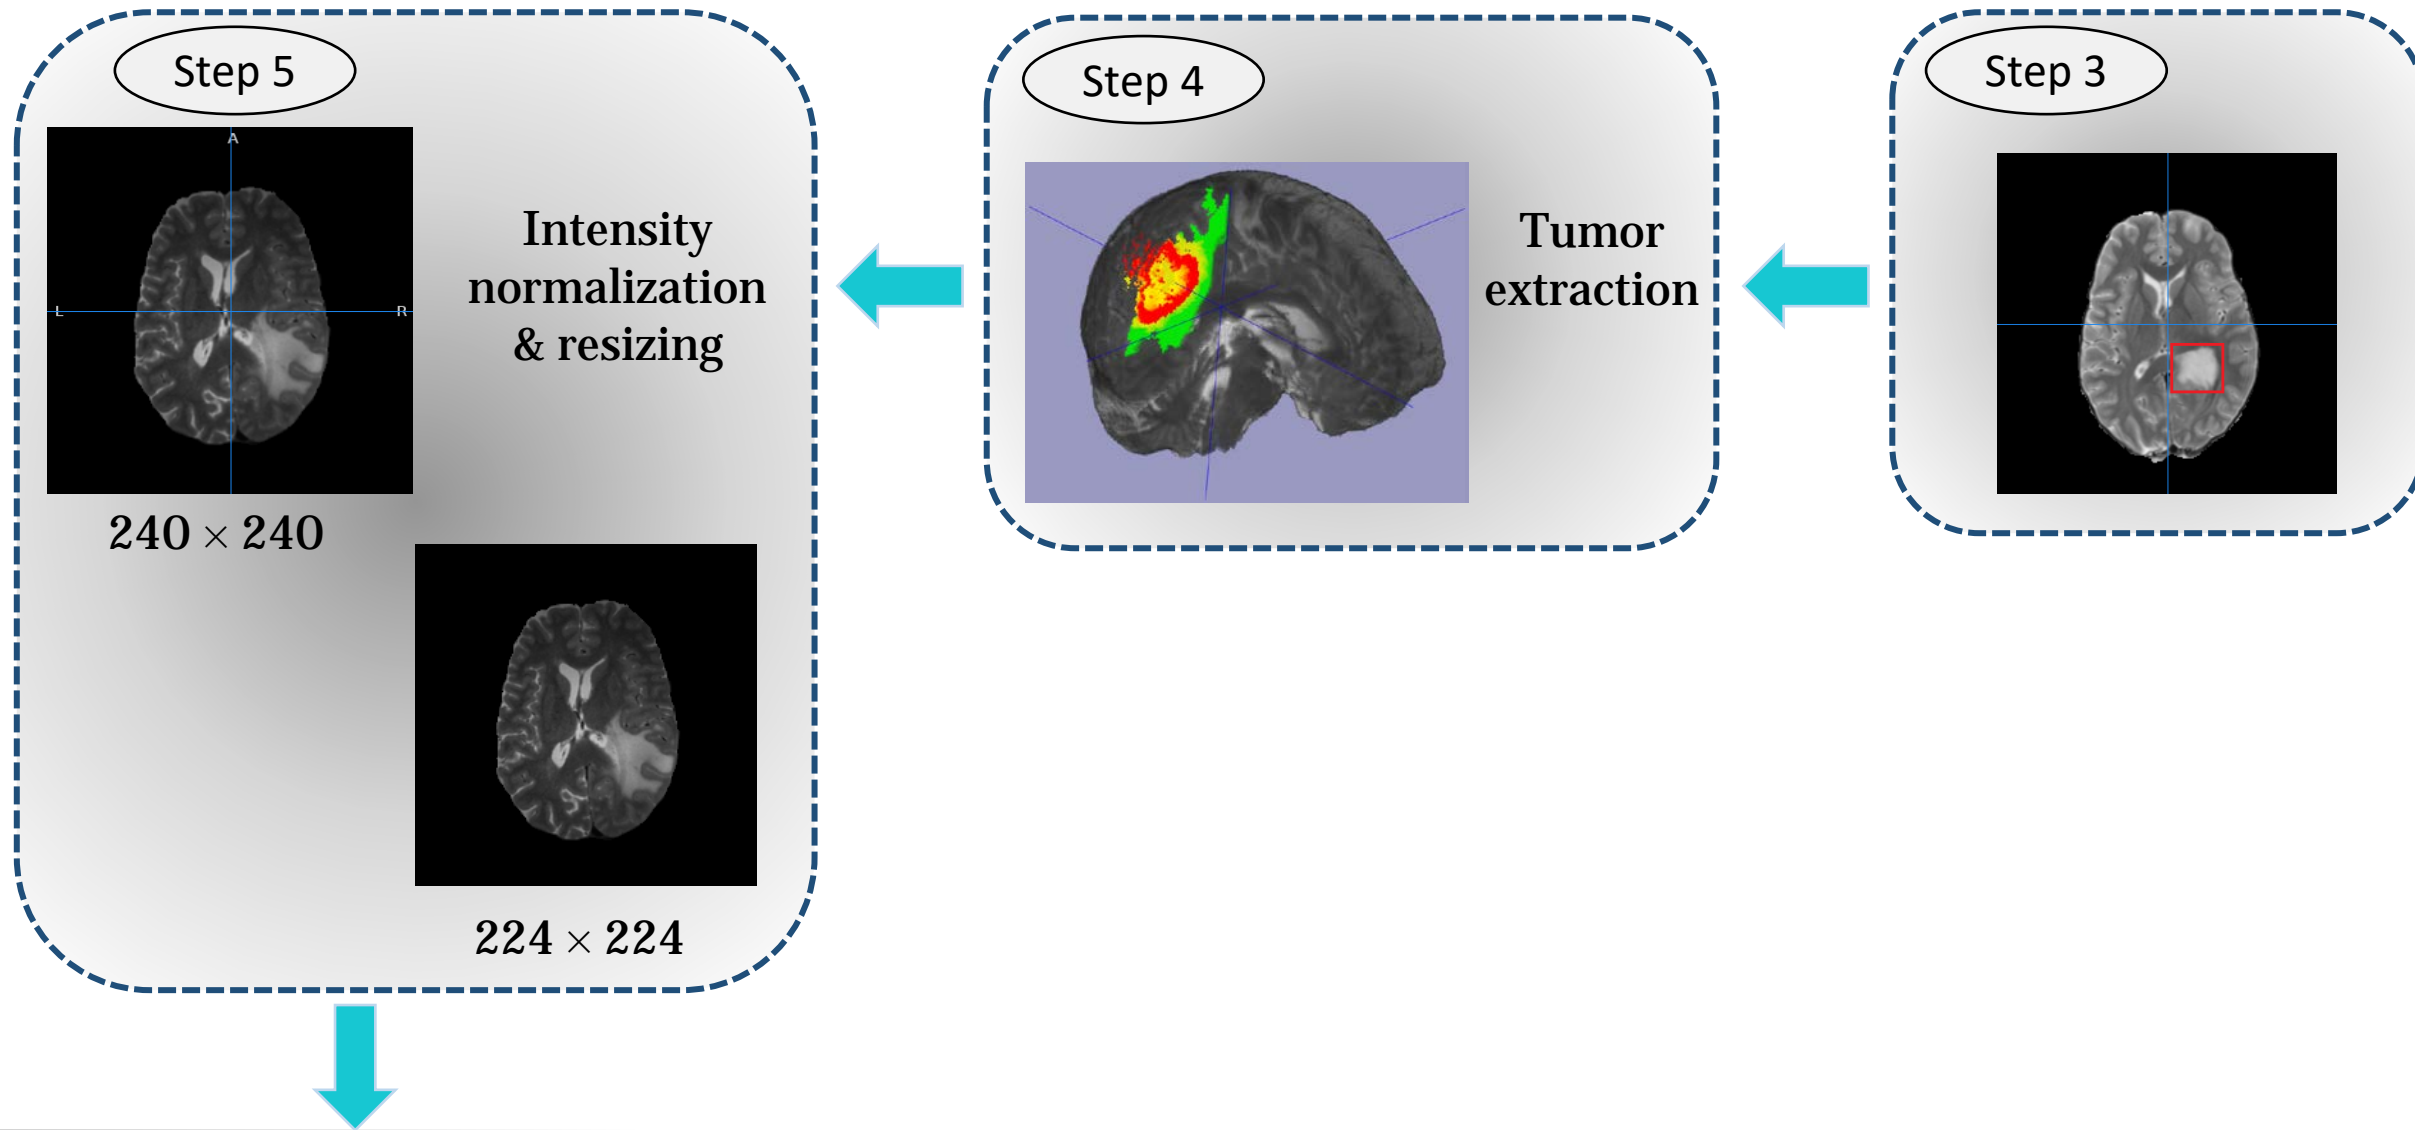 Step 5
A
L
R
Intensity
normalization
& resizing
240 × 240
224 × 224
Step 4
Tumor
extraction
Step 3